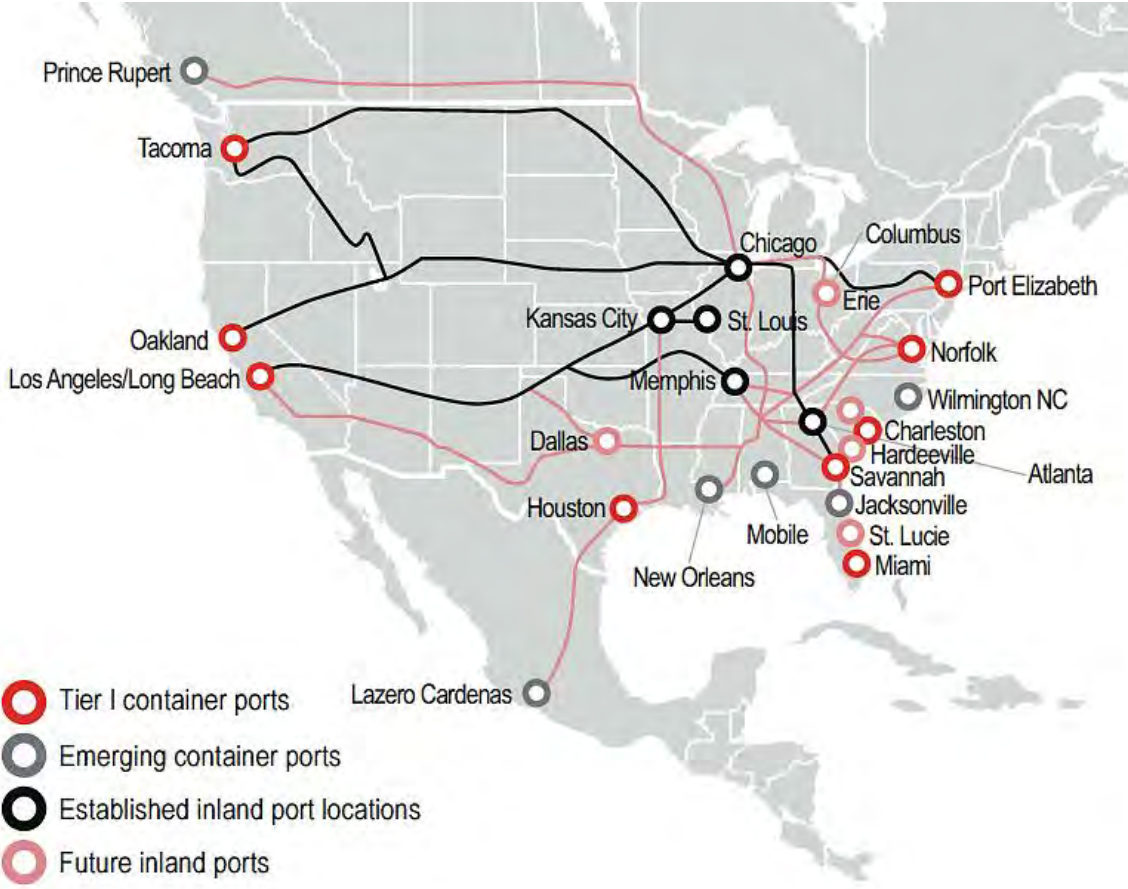 Prince Rupert
Tacoma
Chicago
Columbus
Erie
Port Elizabeth
Kansas City
St. Louis
Oakland
Norfolk
Los Angeles/Long Beach
Memphis
Wilmington NC
Dallas
Charleston
Hardeeville
Atlanta
Savannah
Houston
Jacksonville
Mobile
St. Lucie
Miami
New Orleans
Lazero Cardenas
Tier I container ports
Emerging container ports
Established inland port locations
Future inland ports